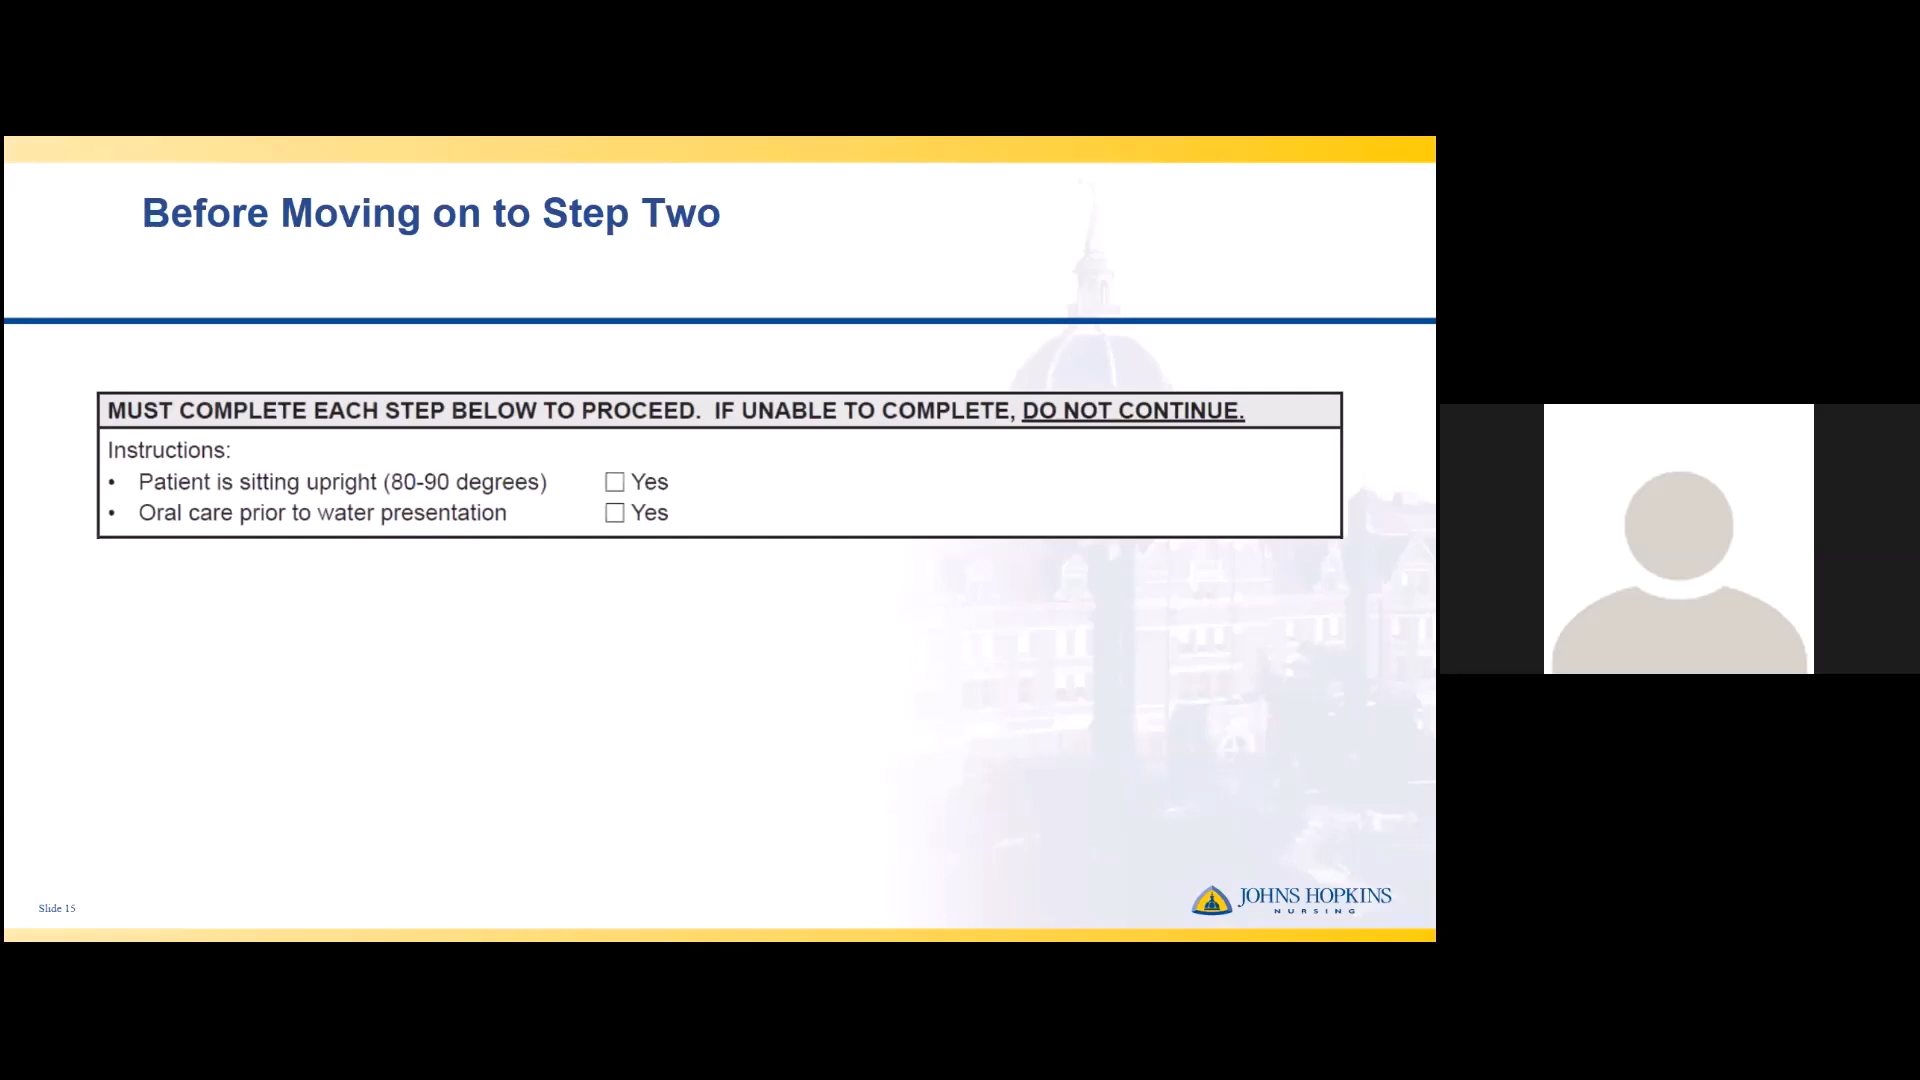 Before Moving on to Step Two
MUST COMPLETE EACH STEP BELOW TO PROCEED.  IF UNABLE TO COMPLETE, DO NOT CONTINUE.
Instructions:
• Patient is sitting upright (80-90 degrees) ☐ Yes
• Oral care prior to water presentation ☐ Yes
Slide 15
JOHNS HOPKINS
NURSING